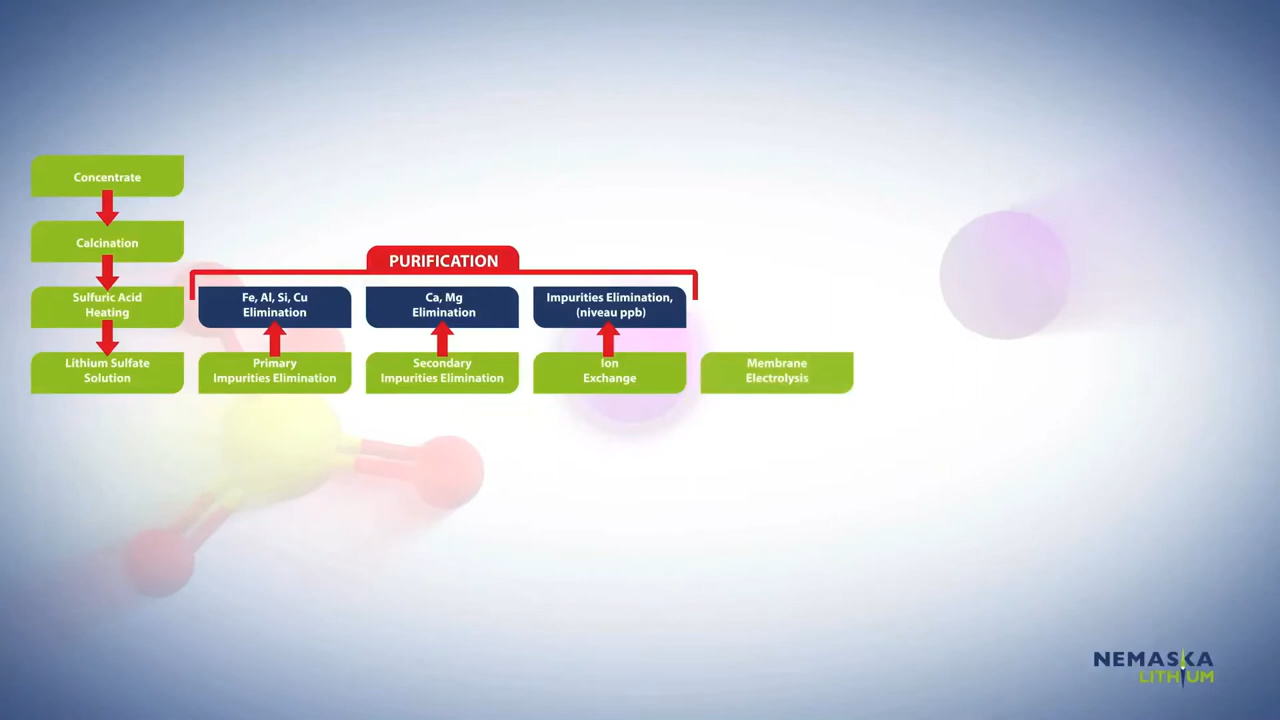 Concentrate
Calcination
Sulfuric Acid
Heating
Lithium Sulfate
Solution
PURIFICATION
Fe, Al, Si, Cu
Elimination
Ca, Mg
Elimination
Impurities Elimination,
(niveau ppb)
Primary
Impurities Elimination
Secondary
Impurities Elimination
Ion
Exchange
Membrane
Electrolysis
NEMASKA
LITHIUM